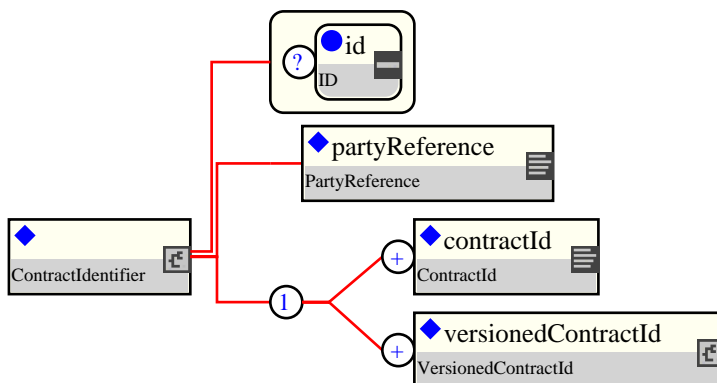 ?
id
ID
partyReference
PartyReference
ContractIdentifier
1
+
contractId
ContractId
+
versionedContractId
VersionedContractId